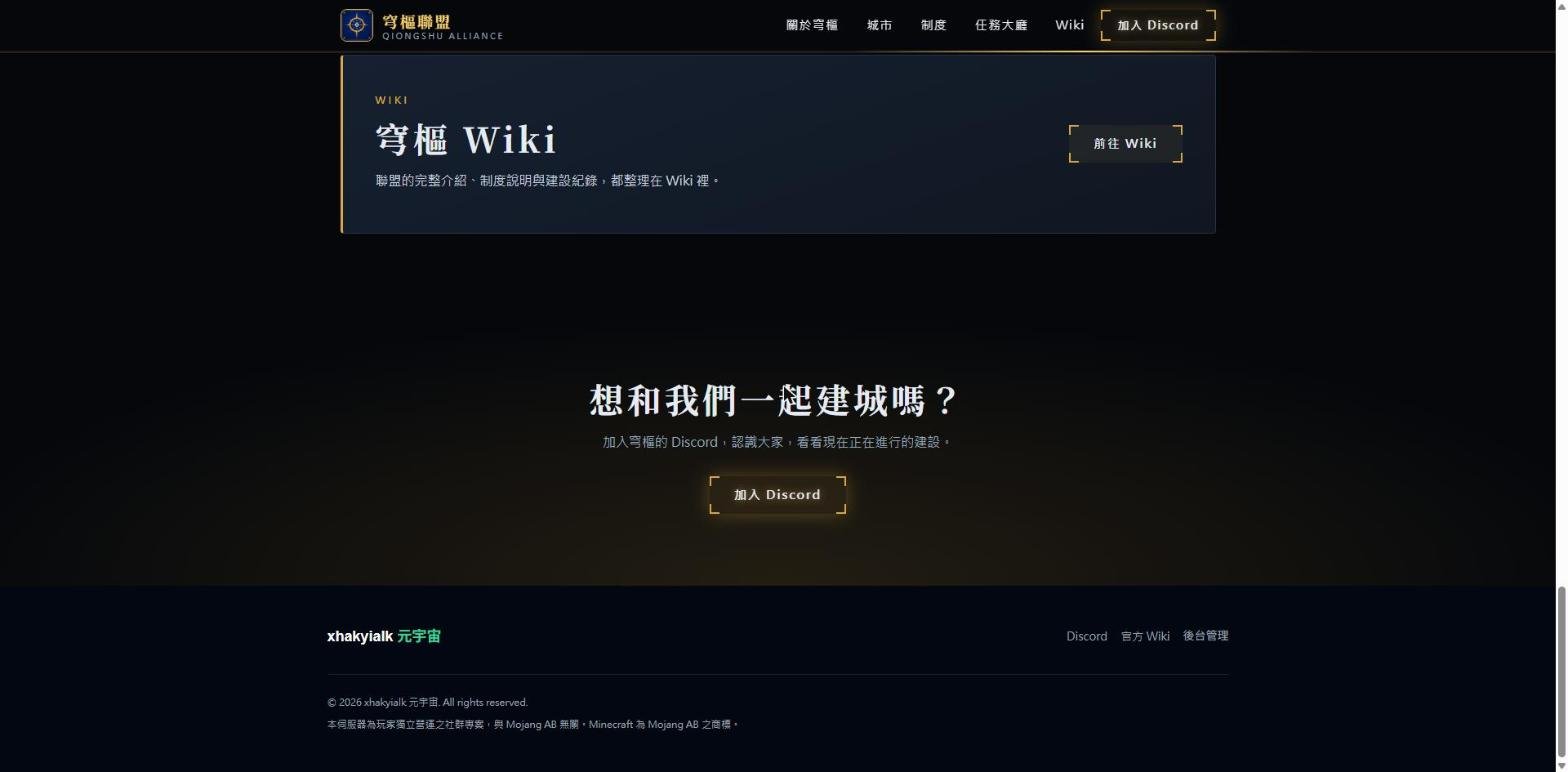 穹樞聯盟
QIONGSHU ALLIANCE
關於穹樞 城市 制度 任務大廳 Wiki 加入 Discord
WIKI
穹樞 Wiki
聯盟的完整介紹、制度說明與建設紀錄，都整理在 Wiki 裡。
前往 Wiki
想和我們一起建城嗎？
加入穹樞的 Discord，認識大家，看看現在正在進行的建設。
加入 Discord
xhakyialk 元宇宙
Discord 官方 Wiki 後台管理
© 2026 xhakyialk 元宇宙. All rights reserved.
本伺服器為玩家獨立營運之社群專案，與 Mojang AB 無關。Minecraft 為 Mojang AB 之商標。